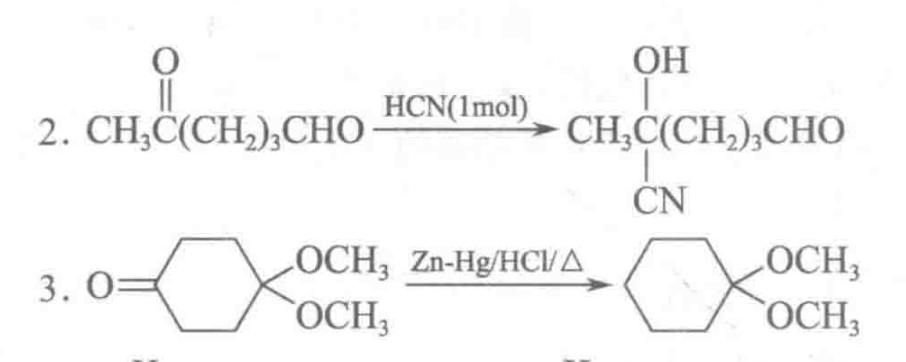 O OH
2. CH₃C(CH₂)₃CHO HCN(1mol) CH₃C(CH₂)₃CHO
CN
3. O OCH₃ Zn-Hg/HCl/△ OCH₃
OCH₃ OCH₃